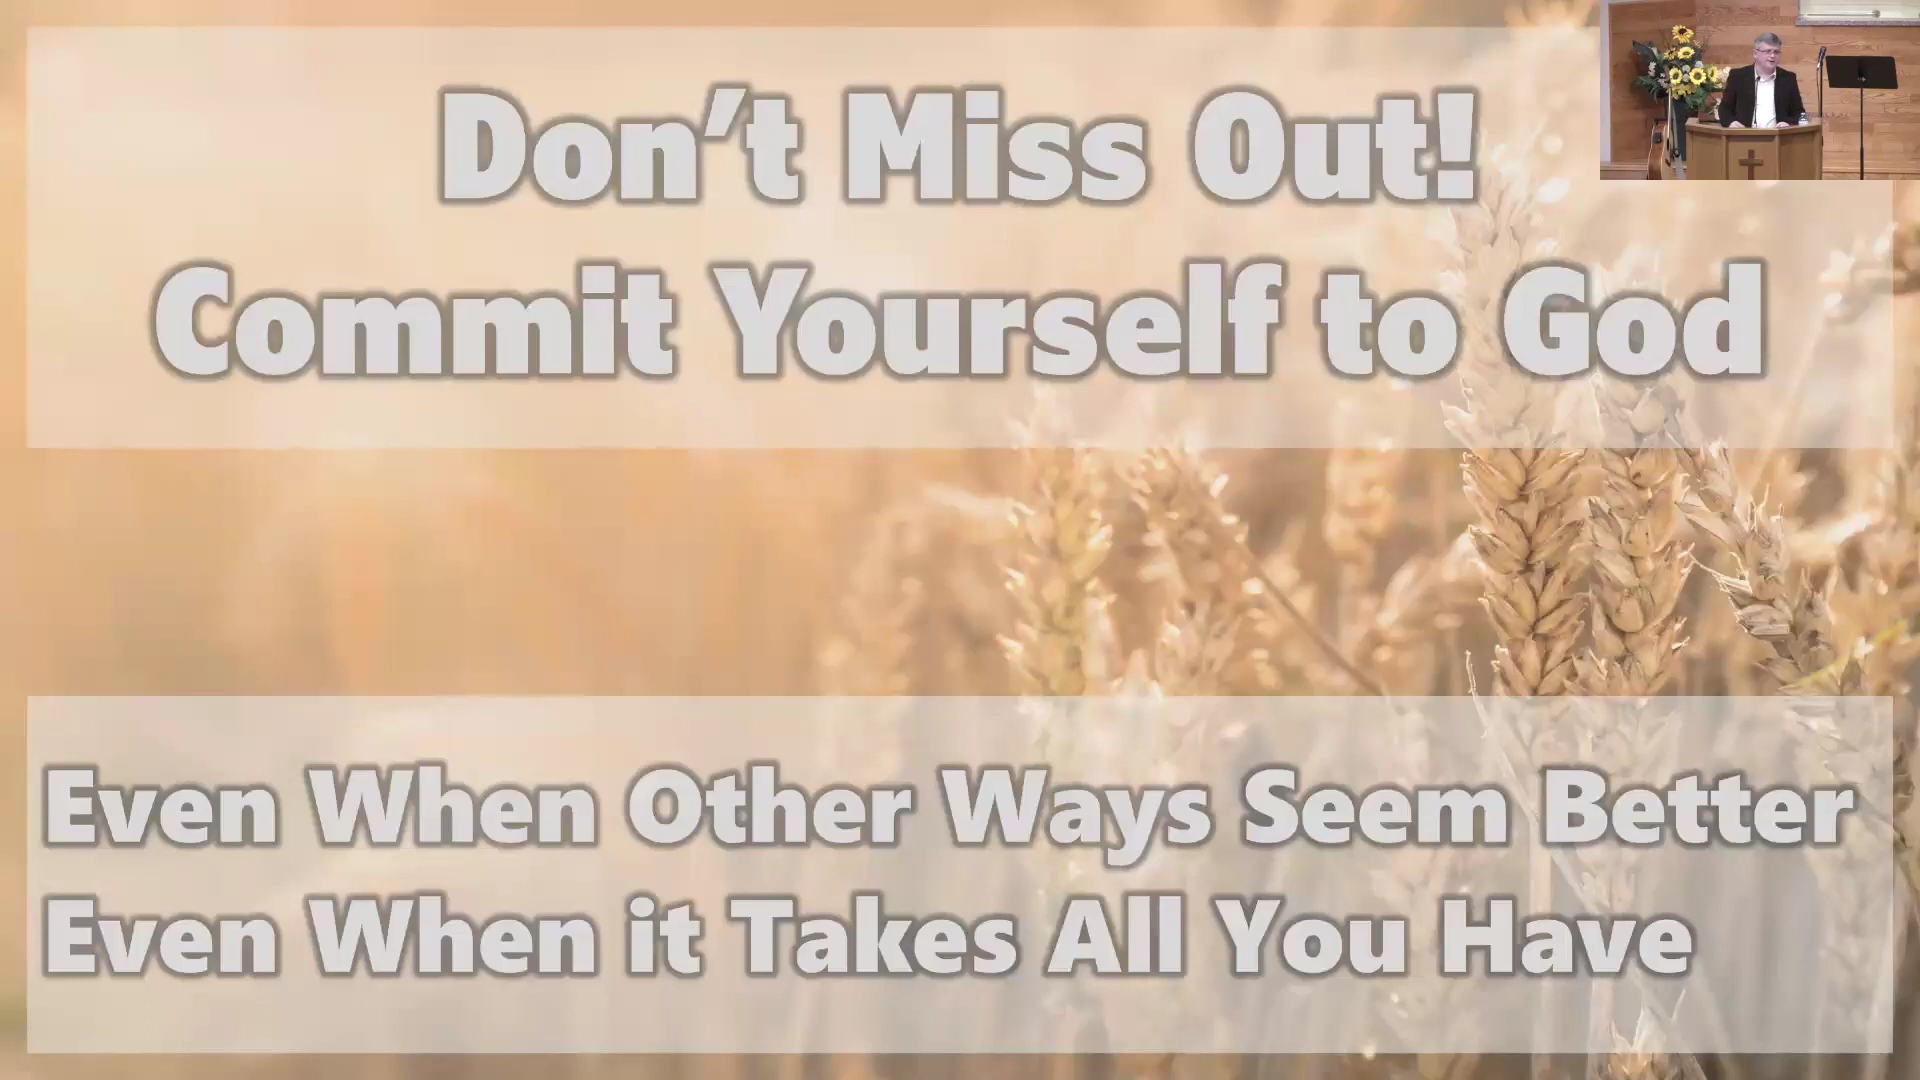 Don’t Miss Out!
Commit Yourself to God
Even When Other Ways Seem Better
Even When it Takes All You Have